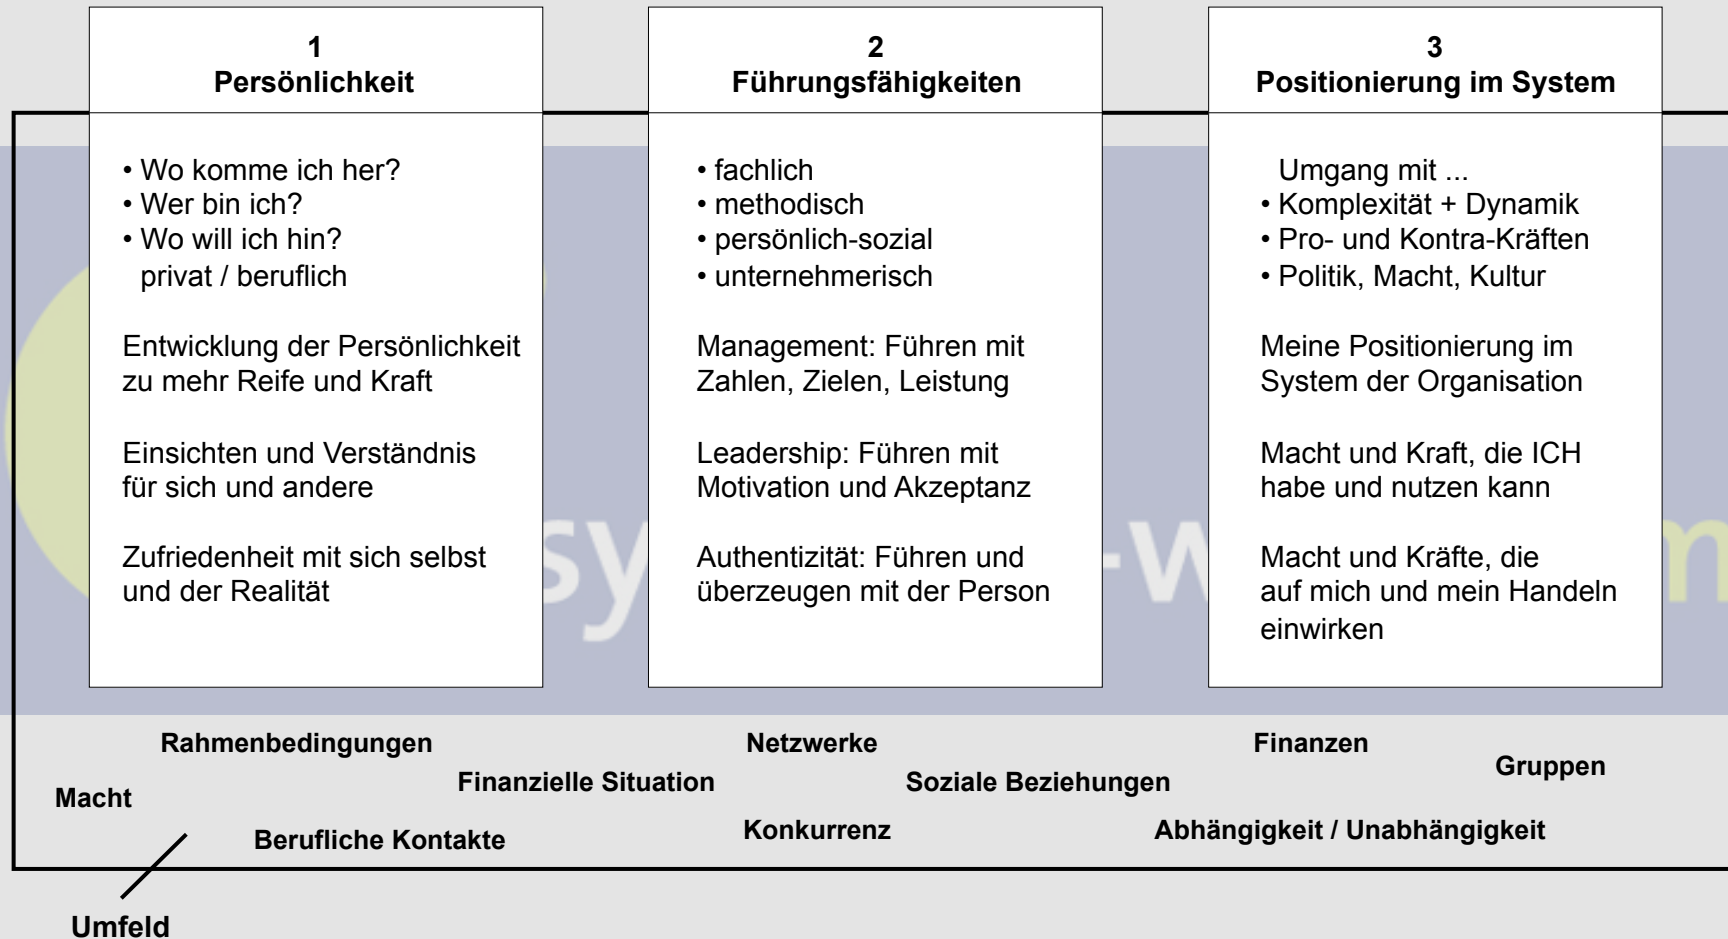 1
Persönlichkeit
• Wo komme ich her?
• Wer bin ich?
• Wo will ich hin?
privat / beruflich
Entwicklung der Persönlichkeit
zu mehr Reife und Kraft
Einsichten und Verständnis
für sich und andere
Zufriedenheit mit sich selbst
und der Realität
2
Führungsfähigkeiten
• fachlich
• methodisch
• persönlich-sozial
• unternehmerisch
Management: Führen mit
Zahlen, Zielen, Leistung
Leadership: Führen mit
Motivation und Akzeptanz
Authentizität: Führen und
überzeugen mit der Person
3
Positionierung im System
Umgang mit ...
• Komplexität + Dynamik
• Pro- und Kontra-Kräften
• Politik, Macht, Kultur
Meine Positionierung im
System der Organisation
Macht und Kraft, die ICH
habe und nutzen kann
Macht und Kräfte, die
auf mich und mein Handeln
einwirken
Rahmenbedingungen
Netzwerke
Finanzen
Gruppen
Finanzielle Situation
Soziale Beziehungen
Macht
Berufliche Kontakte
Konkurrenz
Abhängigkeit / Unabhängigkeit
Umfeld